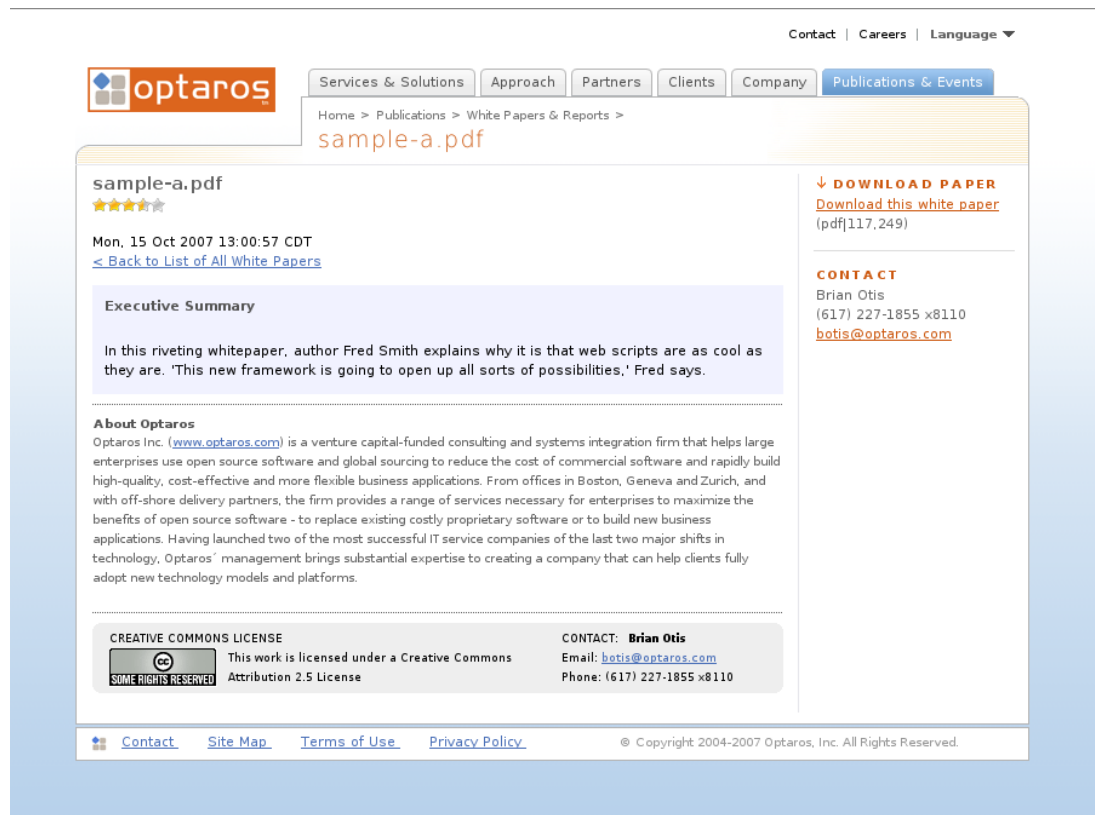 Contact | Careers | Language
optaros
Services & Solutions
Approach
Partners
Clients
Company
Publications & Events
Home > Publications > White Papers & Reports >
sample-a.pdf
sample-a.pdf
Mon, 15 Oct 2007 13:00:57 CDT
< Back to List of All White Papers
Executive Summary
In this riveting whitepaper, author Fred Smith explains why it is that web scripts are as cool as
they are. 'This new framework is going to open up all sorts of possibilities,' Fred says.
About Optaros
Optaros Inc. (www.optaros.com) is a venture capital-funded consulting and systems integration firm that helps large
enterprises use open source software and global sourcing to reduce the cost of commercial software and rapidly build
high-quality, cost-effective and more flexible business applications. From offices in Boston, Geneva and Zurich, and
with off-shore delivery partners, the firm provides a range of services necessary for enterprises to maximize the
benefits of open source software - to replace existing costly proprietary software or to build new business
applications. Having launched two of the most successful IT service companies of the last two major shifts in
technology, Optaros´ management brings substantial expertise to creating a company that can help clients fully
adopt new technology models and platforms.
CREATIVE COMMONS LICENSE
cc
SOME RIGHTS RESERVED
This work is licensed under a Creative Commons
Attribution 2.5 License
CONTACT: Brian Otis
Email: botis@optaros.com
Phone: (617) 227-1855 x8110
↓ DOWNLOAD PAPER
Download this white paper
(pdf|117,249)
CONTACT
Brian Otis
(617) 227-1855 x8110
botis@optaros.com
Contact
Site Map
Terms of Use
Privacy Policy
© Copyright 2004-2007 Optaros, Inc. All Rights Reserved.